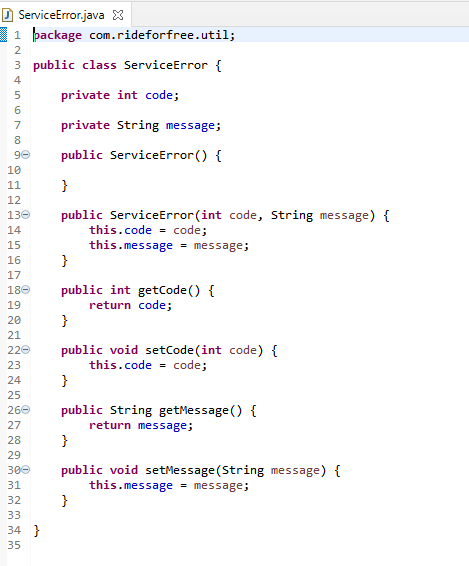 ServiceError.java
1 package com.rideforfree.util;
2
3 public class ServiceError {
4
5     private int code;
6
7     private String message;
8
9     public ServiceError() {
10
11     }
12
13     public ServiceError(int code, String message) {
14         this.code = code;
15         this.message = message;
16     }
17
18     public int getCode() {
19         return code;
20     }
21
22     public void setCode(int code) {
23         this.code = code;
24     }
25
26     public String getMessage() {
27         return message;
28     }
29
30     public void setMessage(String message) {
31         this.message = message;
32     }
33
34 }
35